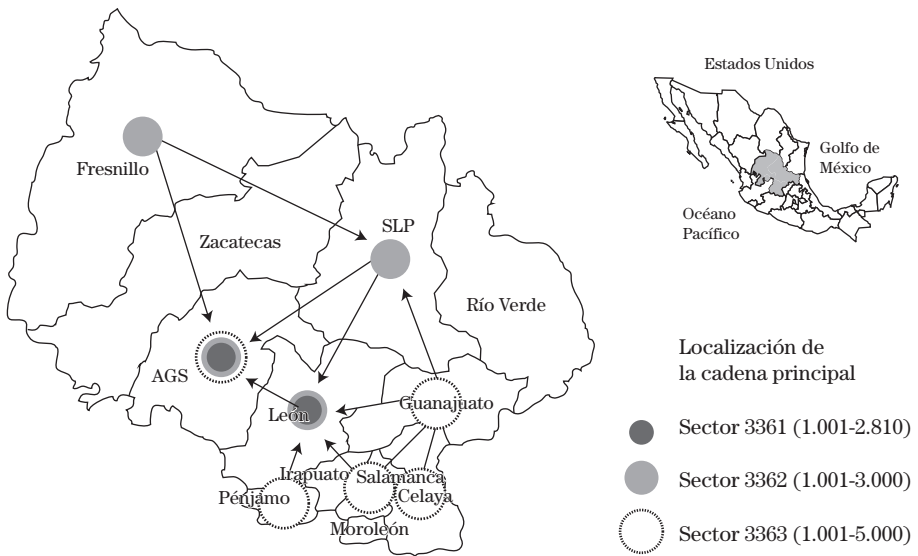 Fresnillo
Zacatecas
SLP
Río Verde
AGS
León
Guanajuato
Irapuato
Salamanca
Pénjamo
Celaya
Moroleón
Estados Unidos
Golfo de
México
Océano
Pacífico
Localización de
la cadena principal
Sector 3361 (1.001-2.810)
Sector 3362 (1.001-3.000)
Sector 3363 (1.001-5.000)